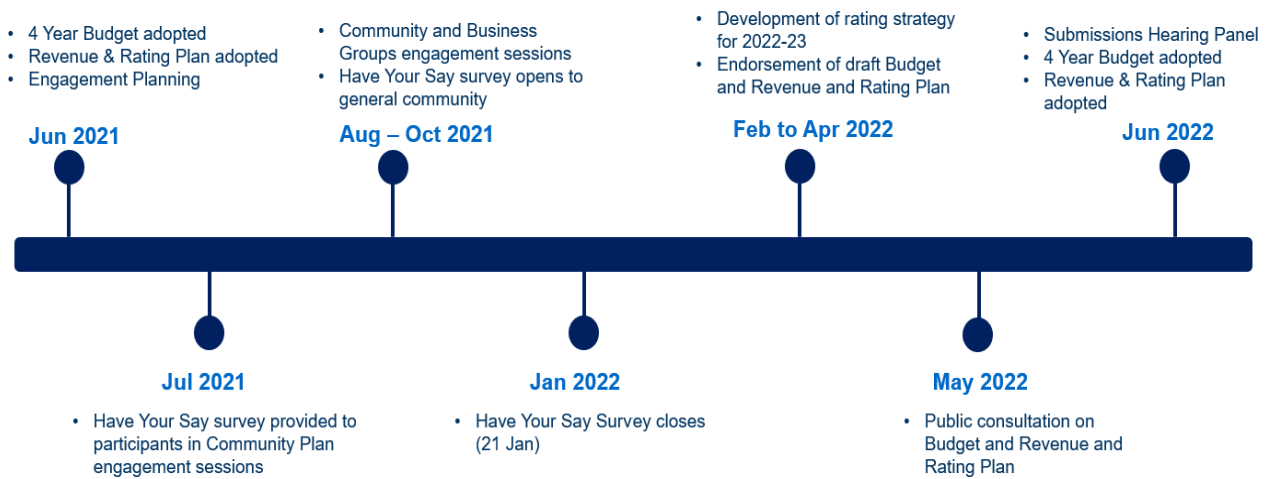 • 4 Year Budget adopted
• Revenue & Rating Plan adopted
• Engagement Planning
Jun 2021
• Community and Business
Groups engagement sessions
• Have Your Say survey opens to
general community
Aug – Oct 2021
• Development of rating strategy
for 2022-23
• Endorsement of draft Budget
and Revenue and Rating Plan
Feb to Apr 2022
• Submissions Hearing Panel
• 4 Year Budget adopted
• Revenue & Rating Plan
adopted
Jun 2022
Jul 2021
• Have Your Say survey provided to
participants in Community Plan
engagement sessions
Jan 2022
• Have Your Say Survey closes
(21 Jan)
May 2022
• Public consultation on
Budget and Revenue and
Rating Plan